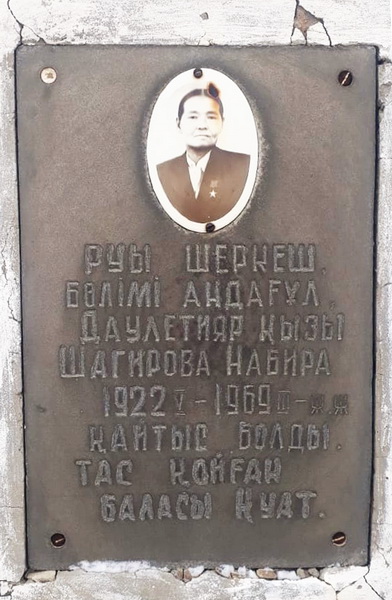 РУЫ ШЕРКЕШ.
БӨЛІМІ АНДАҒҰЛ.
ДАУЛЕТИЯР ҚЫЗЫ
ШАГИРОВА НАБИРА
1922 V - 1969 III - Ж.Ж
ҚАЙТЫС БОЛДЫ.
ТАС ҚОЙҒАН
БАЛАСЫ ҚУАТ.